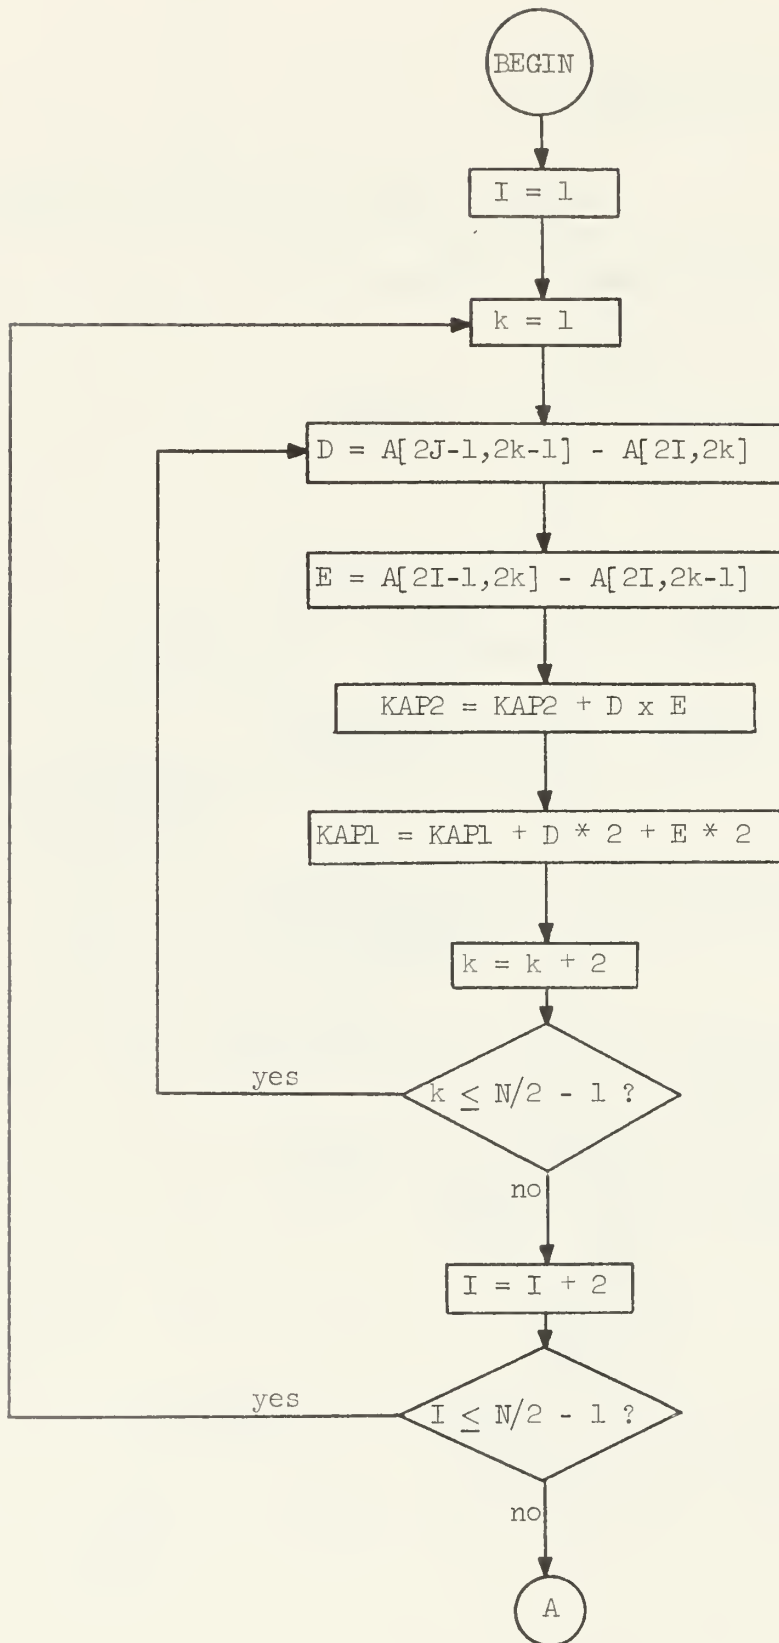 BEGIN
I = 1
k = 1
D = A[2J-1,2k-1] - A[2I,2k]
E = A[2I-1,2k] - A[2I,2k-1]
KAP2 = KAP2 + D x E
KAP1 = KAP1 + D * 2 + E * 2
k = k + 2
yes
k ≤ N/2 - 1 ?
no
I = I + 2
yes
I ≤ N/2 - 1 ?
no
A